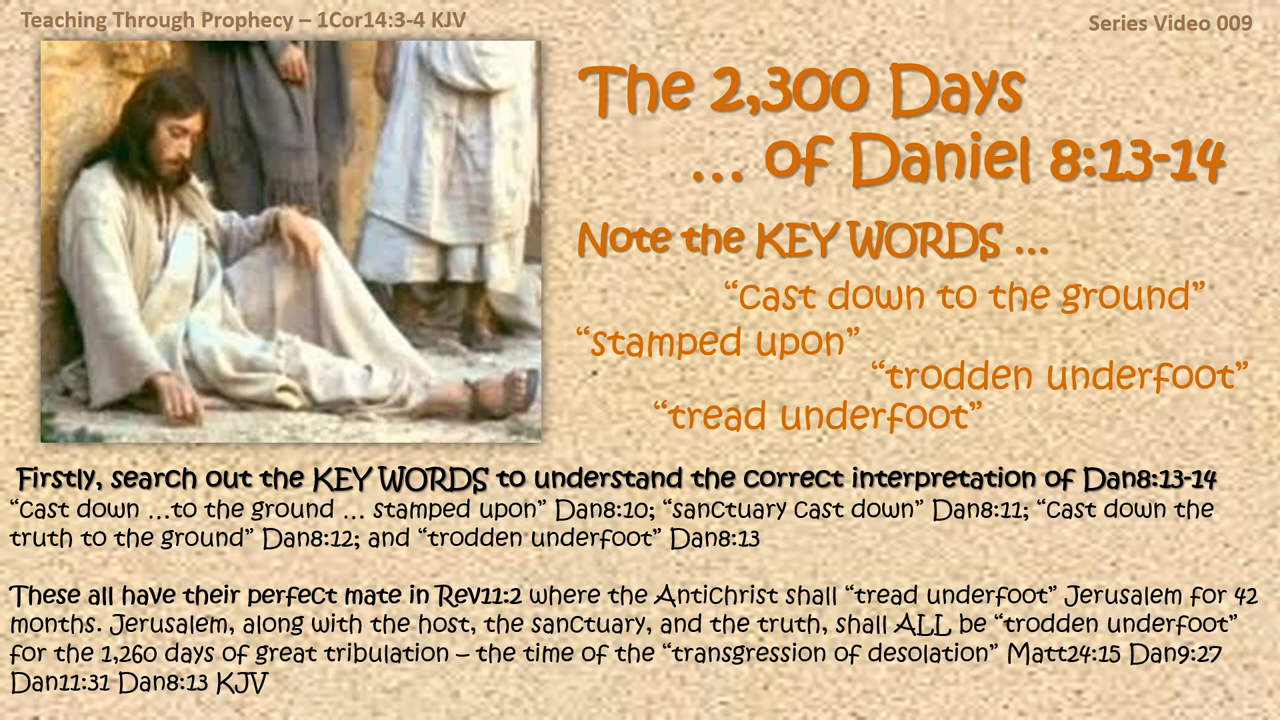 Teaching Through Prophecy – 1Cor14:3-4 KJV
Series Video 009
The 2,300 Days
… of Daniel 8:13-14
Note the KEY WORDS …
“cast down to the ground”
“stamped upon”
“trodden underfoot”
“tread underfoot”
Firstly, search out the KEY WORDS to understand the correct interpretation of Dan8:13-14
“cast down …to the ground … stamped upon” Dan8:10; “sanctuary cast down” Dan8:11; “cast down the
truth to the ground” Dan8:12; and “trodden underfoot” Dan8:13
These all have their perfect mate in Rev11:2 where the Antichrist shall “tread underfoot” Jerusalem for 42
months. Jerusalem, along with the host, the sanctuary, and the truth, shall ALL be “trodden underfoot”
for the 1,260 days of great tribulation – the time of the “transgression of desolation” Matt24:15 Dan9:27
Dan11:31 Dan8:13 KJV